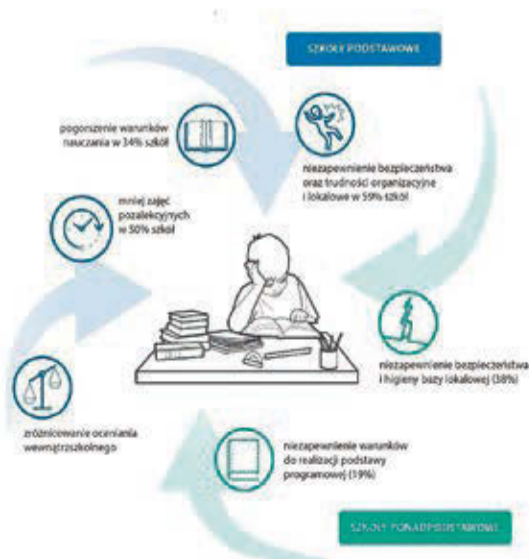 SZKOŁY PODSTAWOWE
pogorszenie warunków
nauczania w 34% szkół
niezapewnienie bezpieczeństwa
oraz trudności organizacyjne
i lokalowe w 59% szkół
mniej zajęć
pozalekcyjnych
w 50% szkół
niezapewnienie bezpieczeństwa
i higieny bazy lokalowej (38%)
zróżnicowanie oceniania
wewnątrzszkolnego
niezapewnienie warunków
do realizacji podstawy
programowej (19%)
SZKOŁY PONADPODSTAWOWE